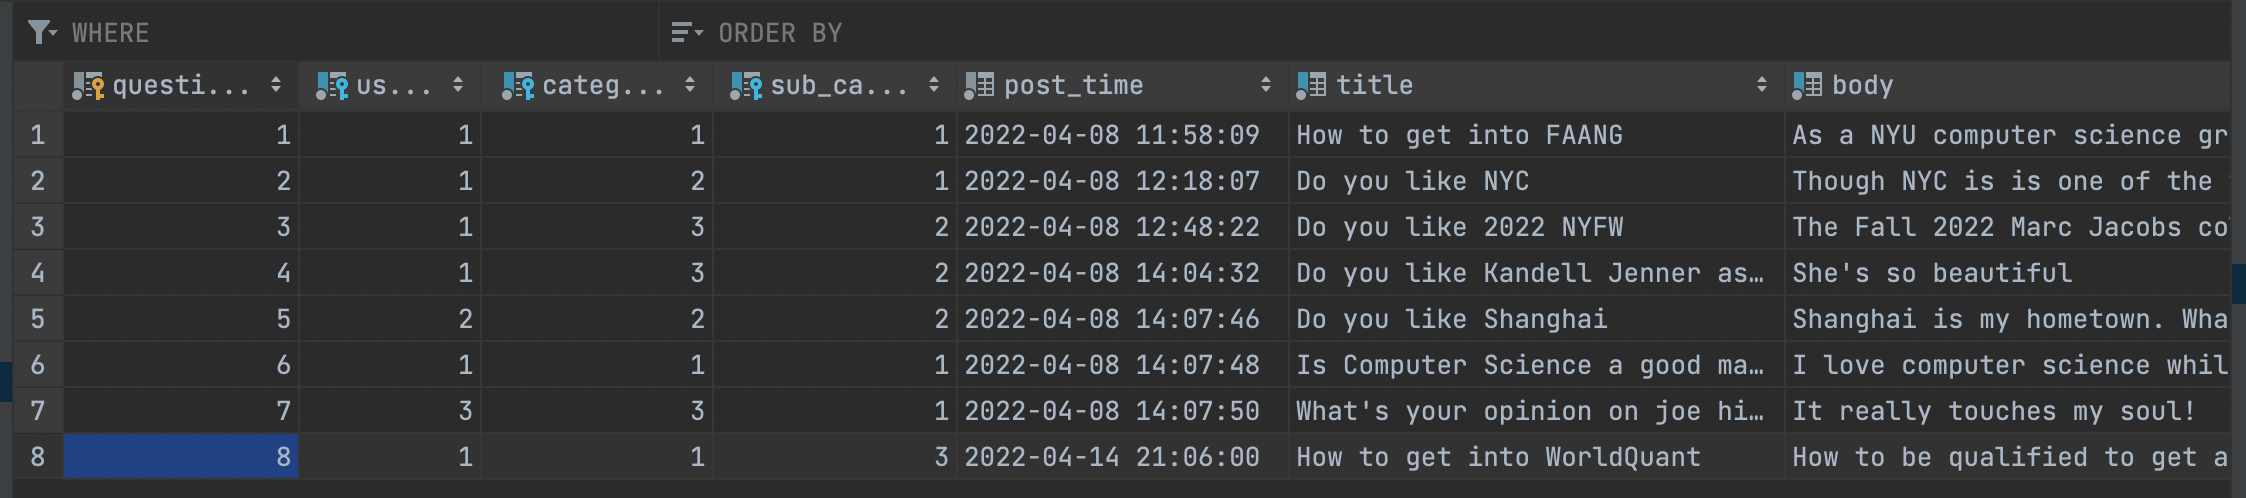 WHERE ORDER BY
questi... us... categ... sub_ca... post_time title body
1 1 1 1 1 2022-04-08 11:58:09 How to get into FAANG As a NYU computer science gr
2 2 1 2 1 2022-04-08 12:18:07 Do you like NYC Though NYC is is one of the
3 3 1 3 2 2022-04-08 12:48:22 Do you like 2022 NYFW The Fall 2022 Marc Jacobs co
4 4 1 3 2 2022-04-08 14:04:32 Do you like Kandell Jenner as… She's so beautiful
5 5 2 2 2 2022-04-08 14:07:46 Do you like Shanghai Shanghai is my hometown. Wha
6 6 1 1 1 2022-04-08 14:07:48 Is Computer Science a good ma… I love computer science whil
7 7 3 3 1 2022-04-08 14:07:50 What's your opinion on joe hi… It really touches my soul!
8 8 1 1 3 2022-04-14 21:06:00 How to get into WorldQuant How to be qualified to get a